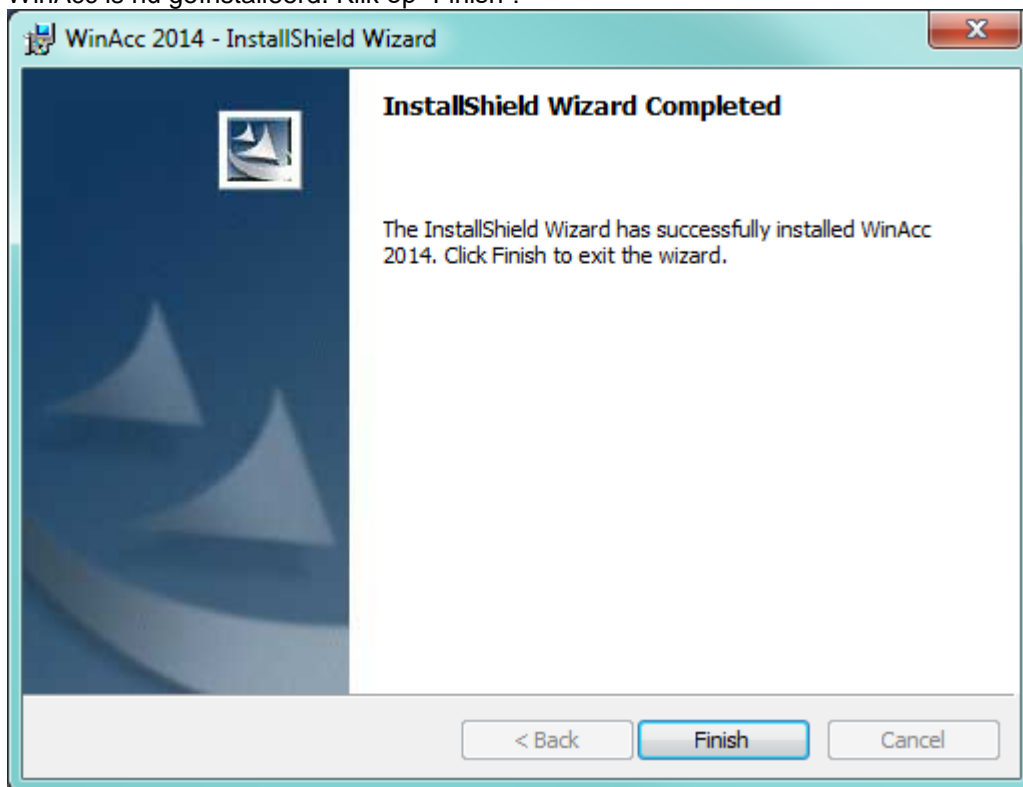 WinAcc is nu geïnstalleerd. Klik op "Finish".
WinAcc 2014 - InstallShield Wizard
InstallShield Wizard Completed
The InstallShield Wizard has successfully installed WinAcc
2014. Click Finish to exit the wizard.
< Back
Finish
Cancel